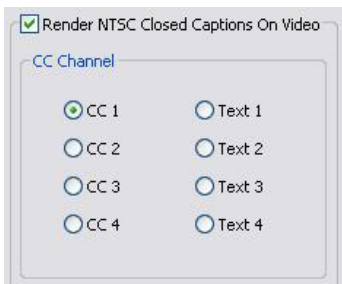 Render NTSC Closed Captions On Video
CC Channel
CC 1 Text 1
CC 2 Text 2
CC 3 Text 3
CC 4 Text 4